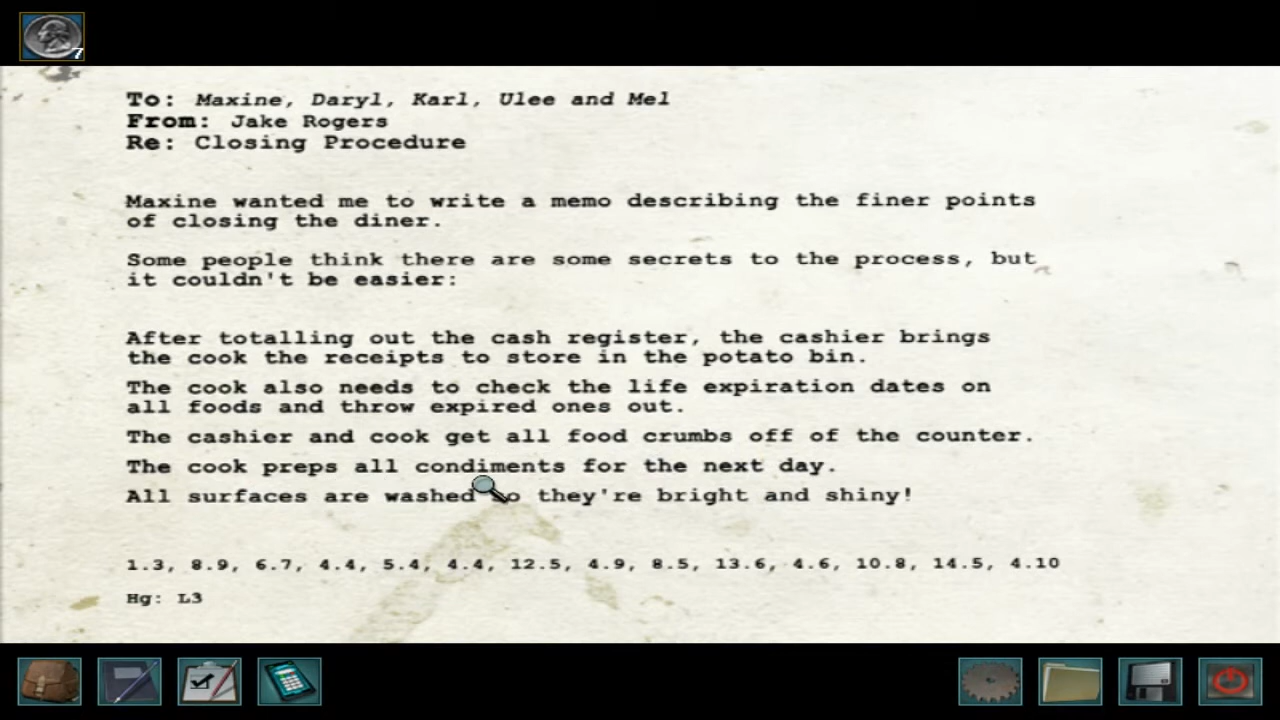 7
To: Maxine, Daryl, Karl, Ulee and Mel
From: Jake Rogers
Re: Closing Procedure
Maxine wanted me to write a memo describing the finer points
of closing the diner.
Some people think there are some secrets to the process, but
it couldn't be easier:
After totalling out the cash register, the cashier brings
the cook the receipts to store in the potato bin.
The cook also needs to check the life expiration dates on
all foods and throw expired ones out.
The cashier and cook get all food crumbs off of the counter.
The cook preps all condiments for the next day.
All surfaces are washed so they're bright and shiny!
1.3, 8.9, 6.7, 4.4, 5.4, 4.4, 12.5, 4.9, 8.5, 13.6, 4.6, 10.8, 14.5, 4.10
Hg: L3